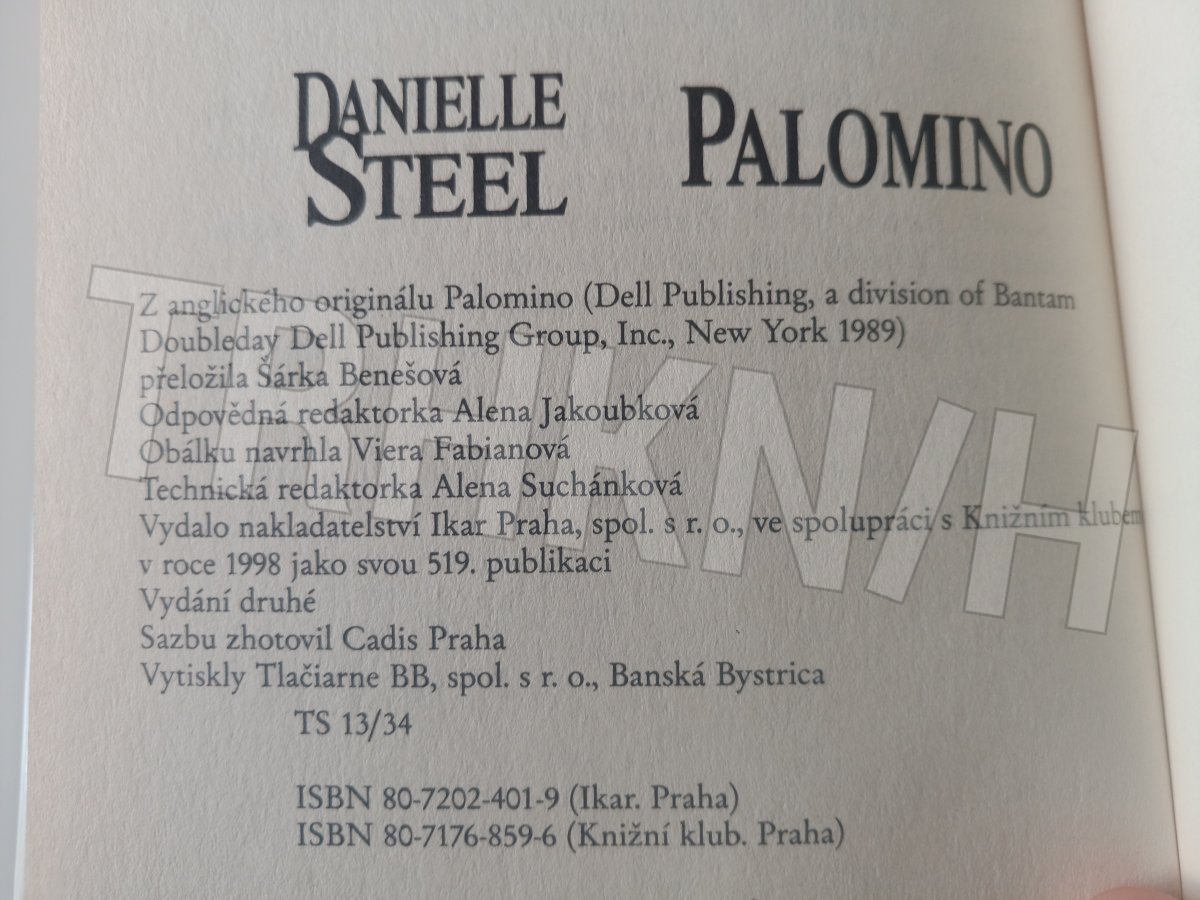 DANIELLE
STEEL
PALOMINO
Z anglického originálu Palomino (Dell Publishing, a division of Bantam
Doubleday Dell Publishing Group, Inc., New York 1989)
přeložila Šárka Benešová
Odpovědná redaktorka Alena Jakoubková
Obálku navrhla Viera Fabianová
Technická redaktorka Alena Suchánková
Vydalo nakladatelství Ikar Praha, spol. s r. o., ve spolupráci s Knižním klubem
v roce 1998 jako svou 519. publikaci
Vydání druhé
Sazbu zhotovil Cadis Praha
Vytiskly Tlačiarne BB, spol. s r. o., Banská Bystrica
TS 13/34
ISBN 80-7202-401-9 (Ikar. Praha)
ISBN 80-7176-859-6 (Knižní klub. Praha)